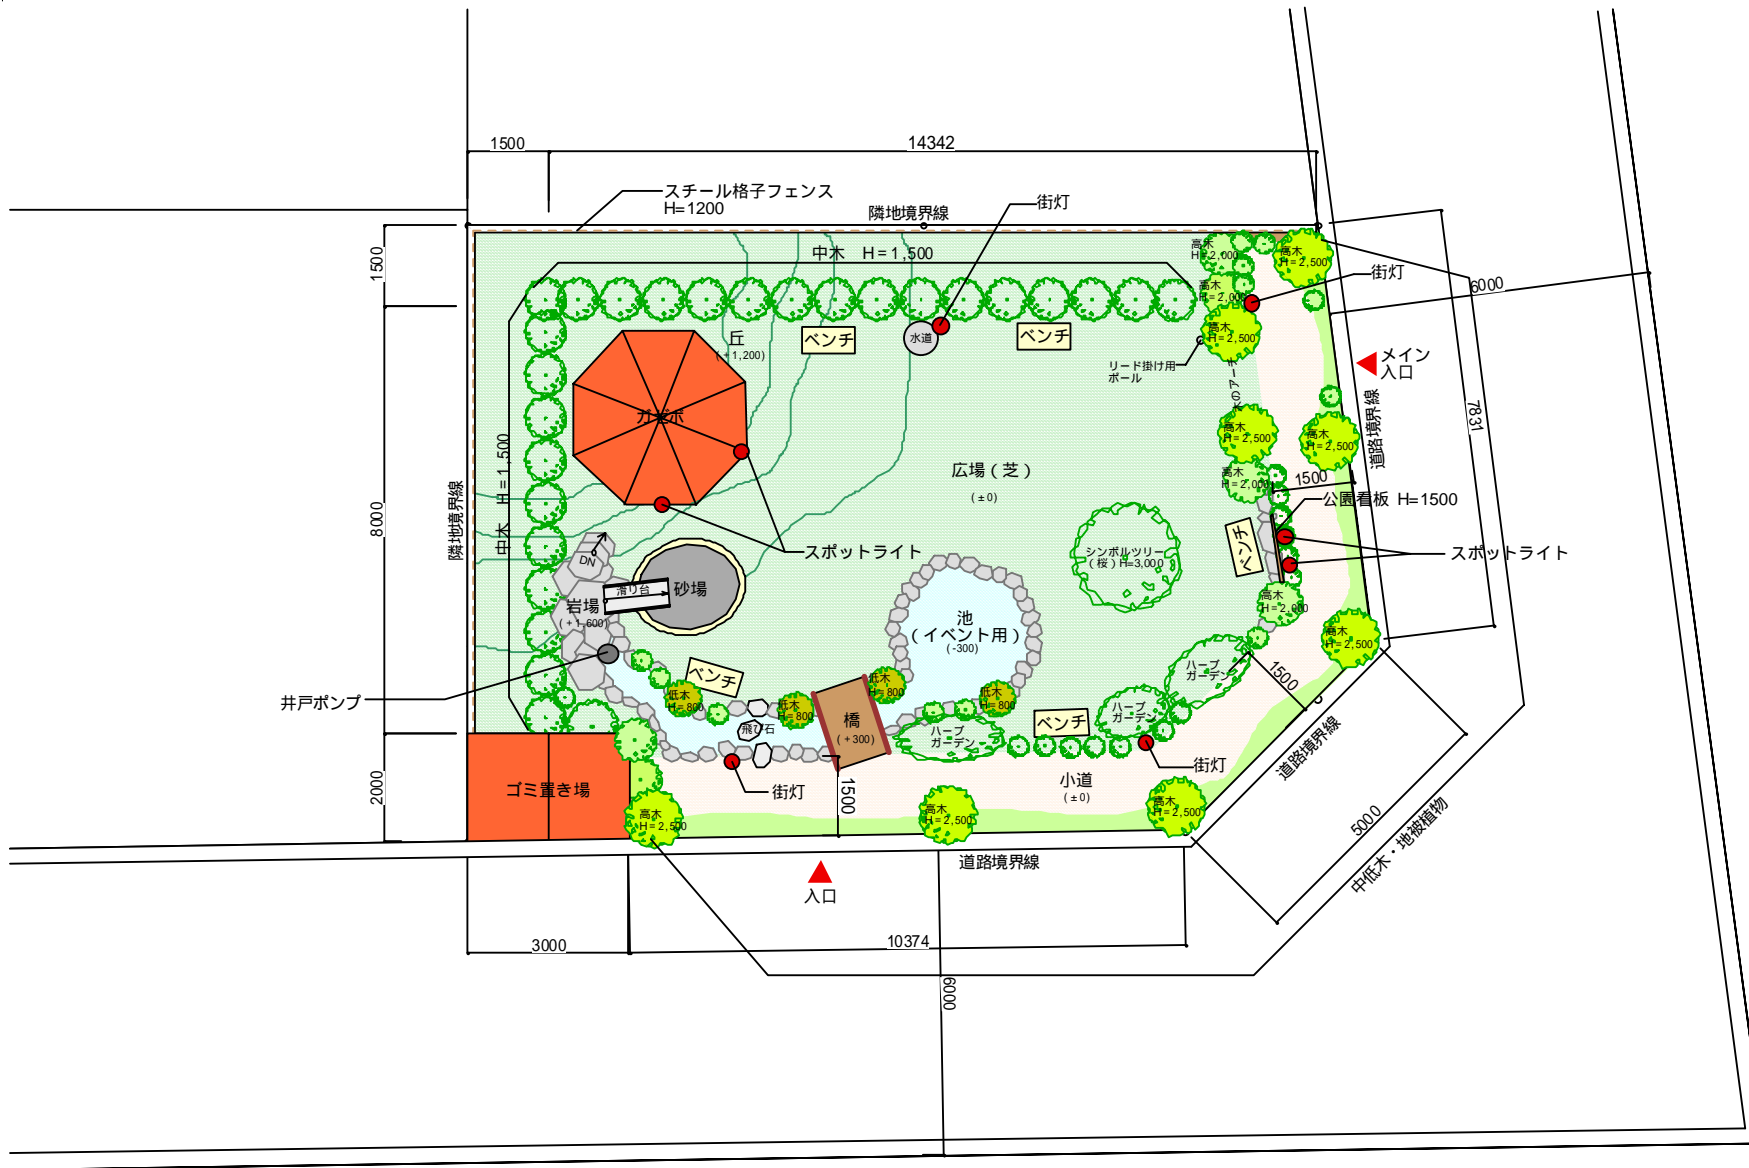 1500
14342
スチール格子フェンス
H=1200
隣地境界線
街灯
中木 H=1,500
高木
H=2,000
高木
H=2,500
街灯
6000
1500
高木
H=2,000
高木
H=2,500
丘
(+1,200)
ベンチ
水道
ベンチ
リード掛け用
ポール
メイン
入口
ガゼボ
高木
H=2,500
高木
H=2,500
道路境界線
7831
中木 H=1,500
隣地境界線
8000
広場(芝)
(±0)
高木
H=2,000
1500
公園看板 H=1500
スポットライト
スポットライト
ベンチ
シンボルツリー
(桜)H=3,000
DN
滑り台
砂場
岩場
(+1,600)
池
(イベント用)
(-300)
高木
H=2,000
高木
H=2,500
井戸ポンプ
ベンチ
低木
H=800
低木
H=800
低木
H=800
低木
H=800
ハーブ
ガーデン
1500
ハーブ
ガーデン
ベンチ
橋
(+300)
飛び石
ハーブ
ガーデン
道路境界線
街灯
街灯
小道
(±0)
2000
ゴミ置き場
1500
高木
H=2,500
高木
H=2,500
高木
H=2,500
5000
中低木・地被植物
入口
道路境界線
3000
10374
6000